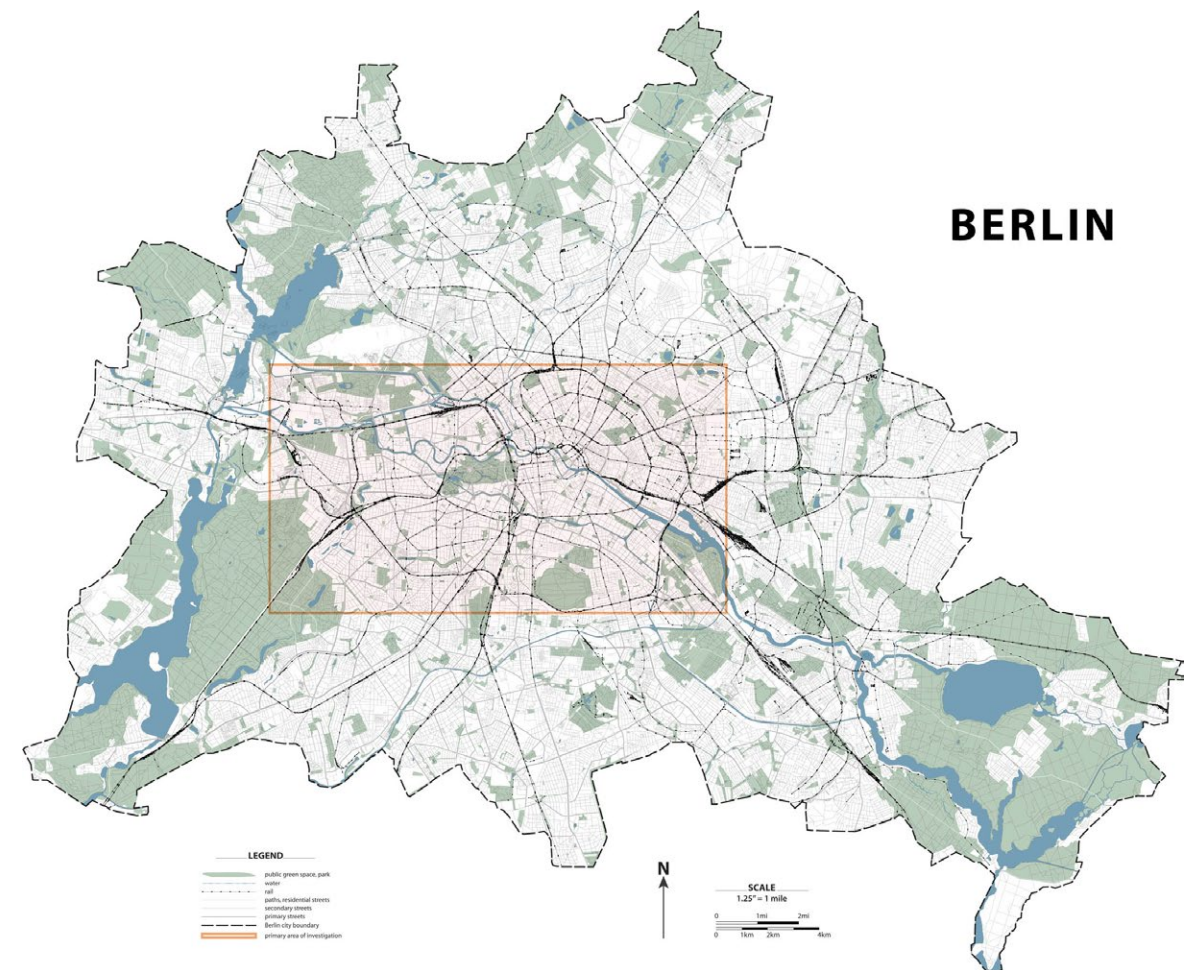 BERLIN
LEGEND
public green space, park
water
rail
paths, residential streets
secondary streets
primary streets
Berlin city boundary
primary area of investigation
N
SCALE
1.25" = 1 mile
0 1mi 2mi
0 1km 2km 4km